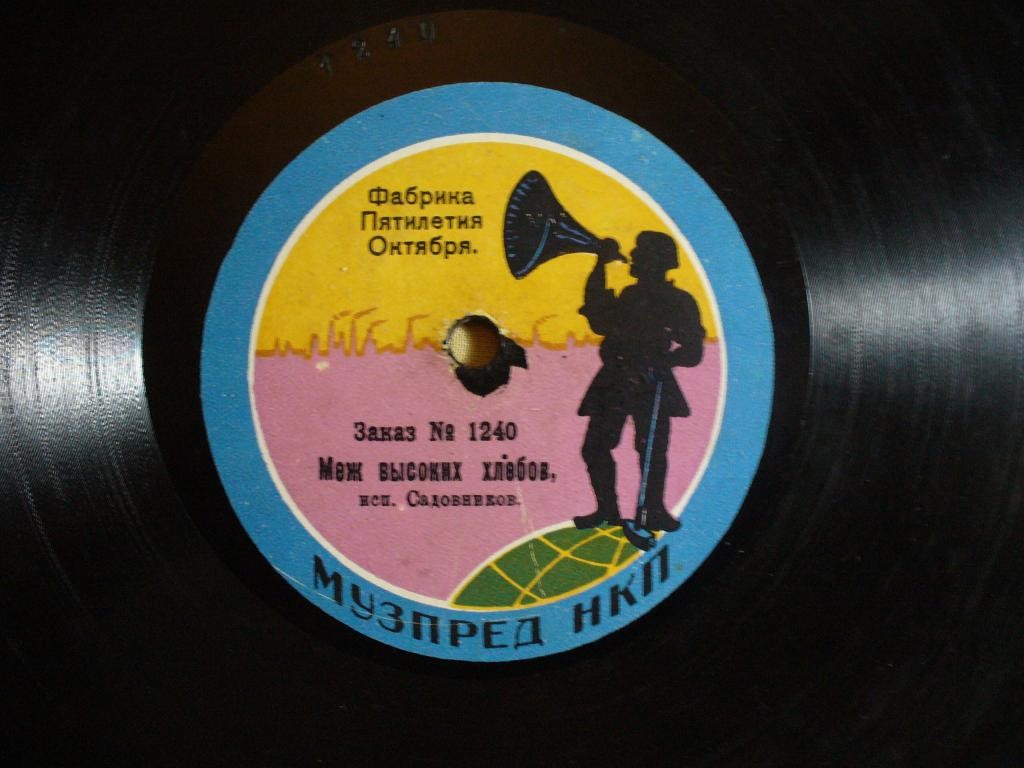 1240
Фабрика
Пятилетия
Октября.
Заказ № 1240
Меж высоких хлебов,
исп. Садовников.
МУЗПРЕД НКП.